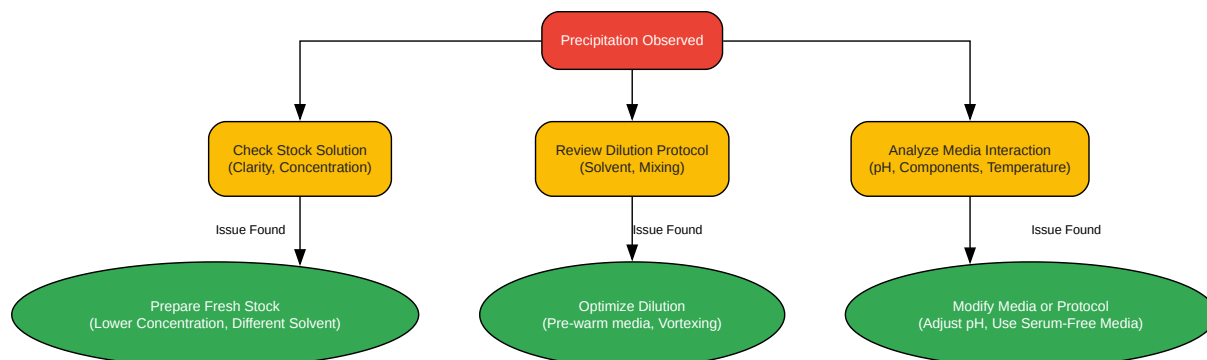 Precipitation Observed
Check Stock Solution
(Clarity, Concentration)
Review Dilution Protocol
(Solvent, Mixing)
Analyze Media Interaction
(pH, Components, Temperature)
Issue Found
Issue Found
Issue Found
Prepare Fresh Stock
(Lower Concentration, Different Solvent)
Optimize Dilution
(Pre-warm media, Vortexing)
Modify Media or Protocol
(Adjust pH, Use Serum-Free Media)